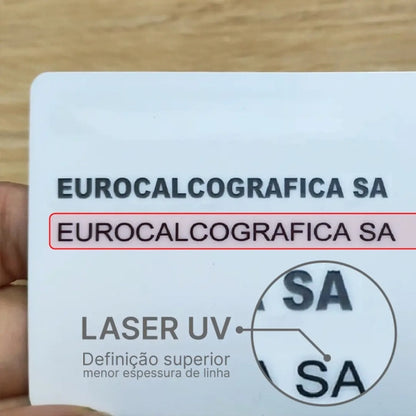 EUROCALCOGRAFICA SA
EUROCALCOGRAFICA SA
SA
LASER UV
Definição superior
menor espessura de linha
A SA